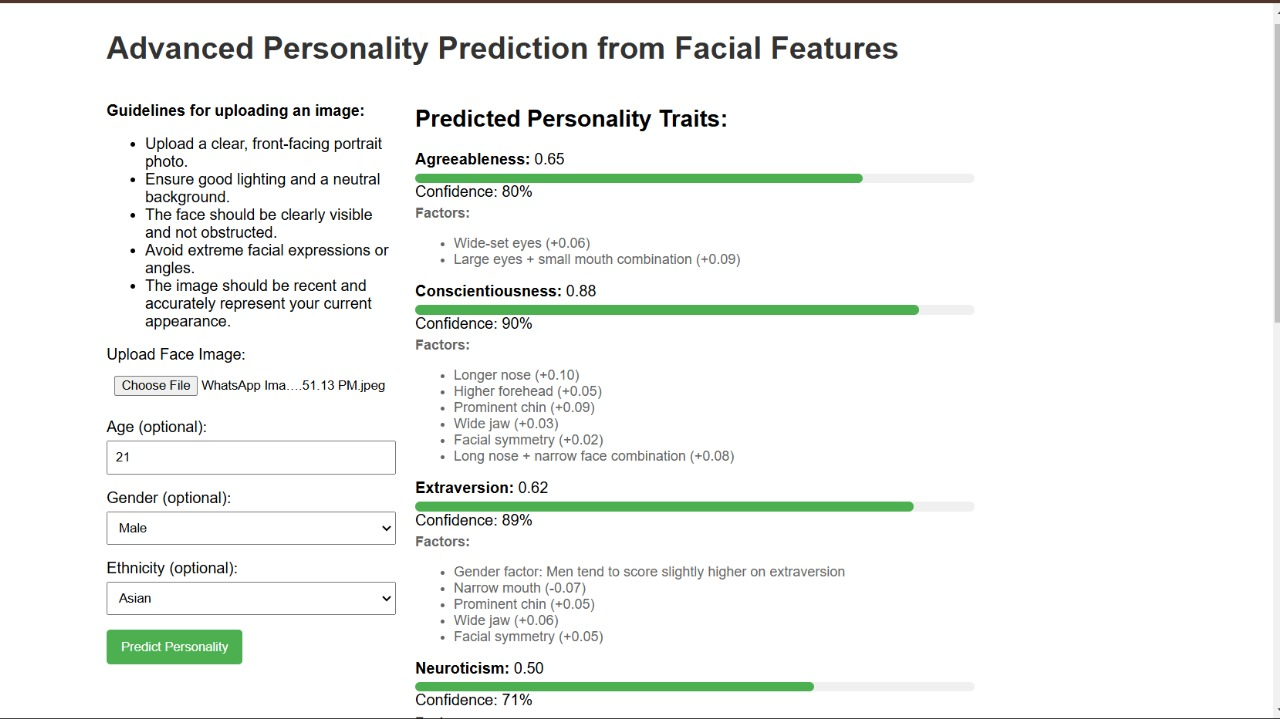 Advanced Personality Prediction from Facial Features
Guidelines for uploading an image:
Upload a clear, front-facing portrait
photo.
Ensure good lighting and a neutral
background.
The face should be clearly visible
and not obstructed.
Avoid extreme facial expressions or
angles.
The image should be recent and
accurately represent your current
appearance.
Upload Face Image:
Choose File WhatsApp Ima....51.13 PM.jpeg
Age (optional):
21
Gender (optional):
Male
Ethnicity (optional):
Asian
Predict Personality
Predicted Personality Traits:
Agreeableness: 0.65
Confidence: 80%
Factors:
Wide-set eyes (+0.06)
Large eyes + small mouth combination (+0.09)
Conscientiousness: 0.88
Confidence: 90%
Factors:
Longer nose (+0.10)
Higher forehead (+0.05)
Prominent chin (+0.09)
Wide jaw (+0.03)
Facial symmetry (+0.02)
Long nose + narrow face combination (+0.08)
Extraversion: 0.62
Confidence: 89%
Factors:
Gender factor: Men tend to score slightly higher on extraversion
Narrow mouth (-0.07)
Prominent chin (+0.05)
Wide jaw (+0.06)
Facial symmetry (+0.05)
Neuroticism: 0.50
Confidence: 71%